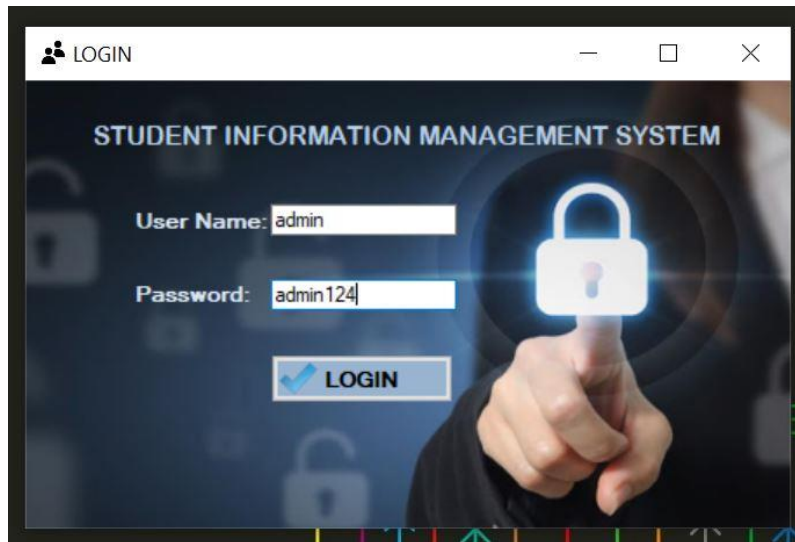 LOGIN
STUDENT INFORMATION MANAGEMENT SYSTEM
User Name: admin
Password: admin124
LOGIN